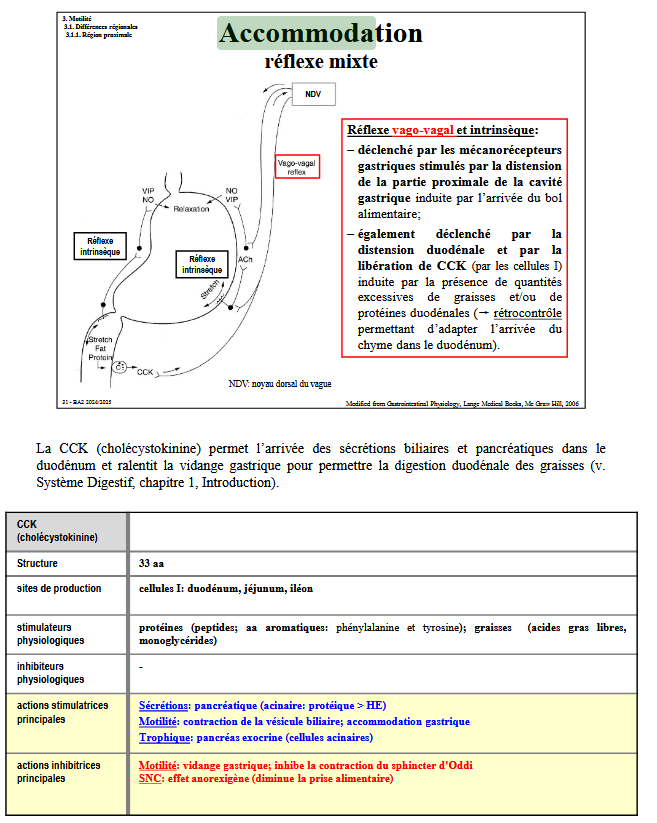 3. Motilité
3.1. Différences régionales
3.1.1. Région proximale
Accommodation
réflexe mixte
NDV
Vago-vagal
reflex
VIP
NO
NO
VIP
Relaxation
Réflexe
intrinsèque
Réflexe
intrinsèque
ACh
Stretch
Stretch
Fat
Protein
CCK
Réflexe vago-vagal et intrinsèque:
– déclenché par les mécanorécepteurs
gastriques stimulés par la distension
de la partie proximale de la cavité
gastrique induite par l'arrivée du bol
alimentaire;
– également déclenché par la
distension duodénale et par la
libération de CCK (par les cellules I)
induite par la présence de quantités
excessives de graisses et/ou de
protéines duodénales (→ rétrocontrôle
permettant d'adapter l'arrivée du
chyme dans le duodénum).
NDV: noyau dorsal du vague
31 - BA2 2024/2025
Modified from Gastrointestinal Physiology, Lange Medical Books, Mc Graw Hill, 2006
La CCK (cholécystokinine) permet l'arrivée des sécrétions biliaires et pancréatiques dans le
duodénum et ralentit la vidange gastrique pour permettre la digestion duodénale des graisses (v.
Système Digestif, chapitre 1, Introduction).
CCK
(cholécystokinine)
Structure
33 aa
sites de production
cellules I: duodénum, jéjunum, iléon
stimulateurs
physiologiques
protéines (peptides; aa aromatiques: phénylalanine et tyrosine); graisses (acides gras libres,
monoglycérides)
inhibiteurs
physiologiques
-
actions stimulatrices
principales
Sécrétions: pancréatique (acinaire: protéique > HE)
Motilité: contraction de la vésicule biliaire; accommodation gastrique
Trophique: pancréas exocrine (cellules acinaires)
actions inhibitrices
principales
Motilité: vidange gastrique; inhibe la contraction du sphincter d'Oddi
SNC: effet anorexigène (diminue la prise alimentaire)